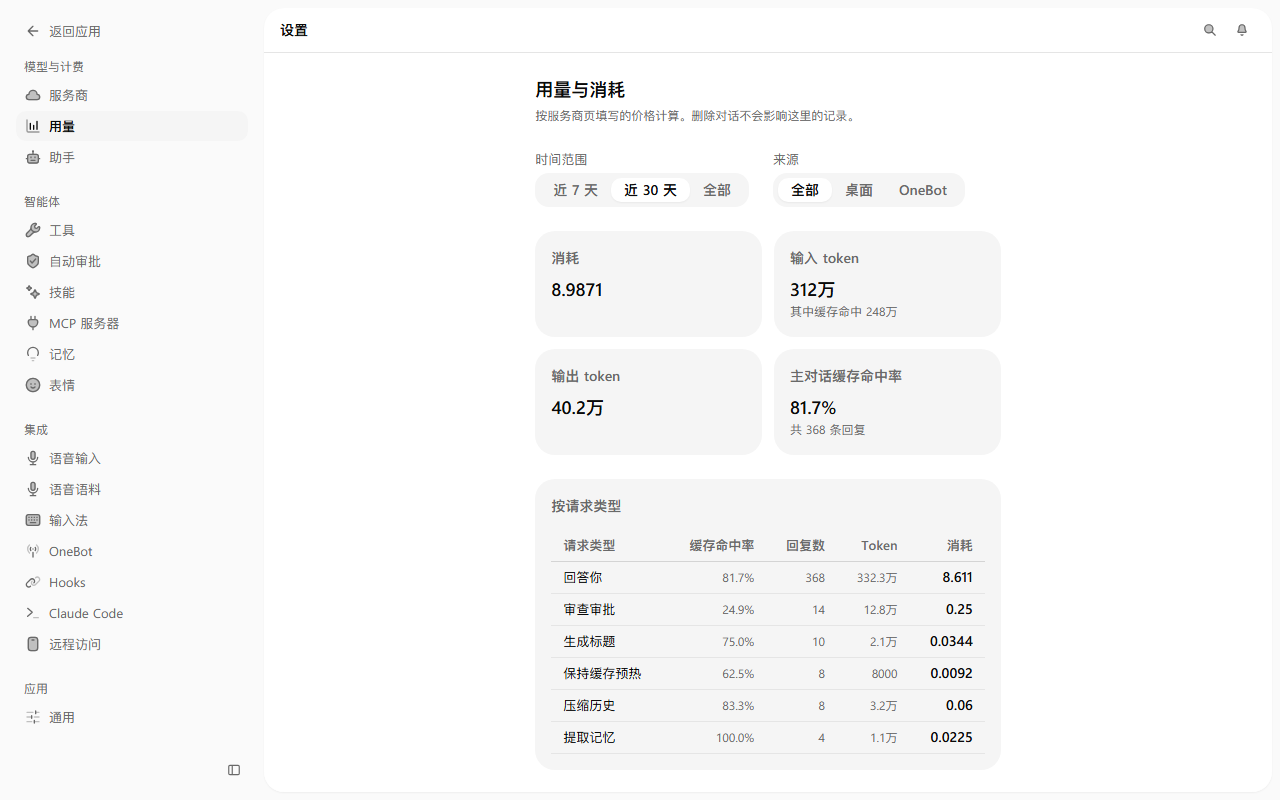 返回应用
模型与计费
服务商
用量
助手
智能体
工具
自动审批
技能
MCP 服务器
记忆
表情
集成
语音输入
语音语料
输入法
OneBot
Hooks
Claude Code
远程访问
应用
通用
设置
用量与消耗
按服务商页填写的价格计算。删除对话不会影响这里的记录。
时间范围
近 7 天 近 30 天 全部
来源
全部 桌面 OneBot
消耗
8.9871
输入 token
312万
其中缓存命中 248万
输出 token
40.2万
主对话缓存命中率
81.7%
共 368 条回复
按请求类型
请求类型 缓存命中率 回复数 Token 消耗
回答你 81.7% 368 332.3万 8.611
审查审批 24.9% 14 12.8万 0.25
生成标题 75.0% 10 2.1万 0.0344
保持缓存预热 62.5% 8 8000 0.0092
压缩历史 83.3% 8 3.2万 0.06
提取记忆 100.0% 4 1.1万 0.0225